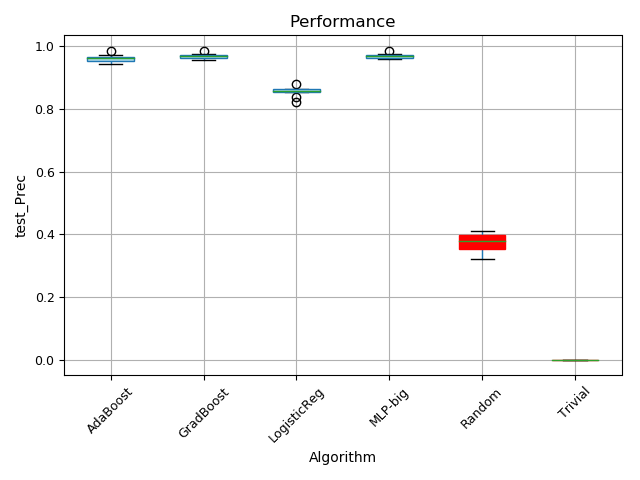 Performance
test_Prec
1.0
0.8
0.6
0.4
0.2
0.0
AdaBoost
GradBoost
LogisticReg
MLP-big
Random
Trivial
Algorithm